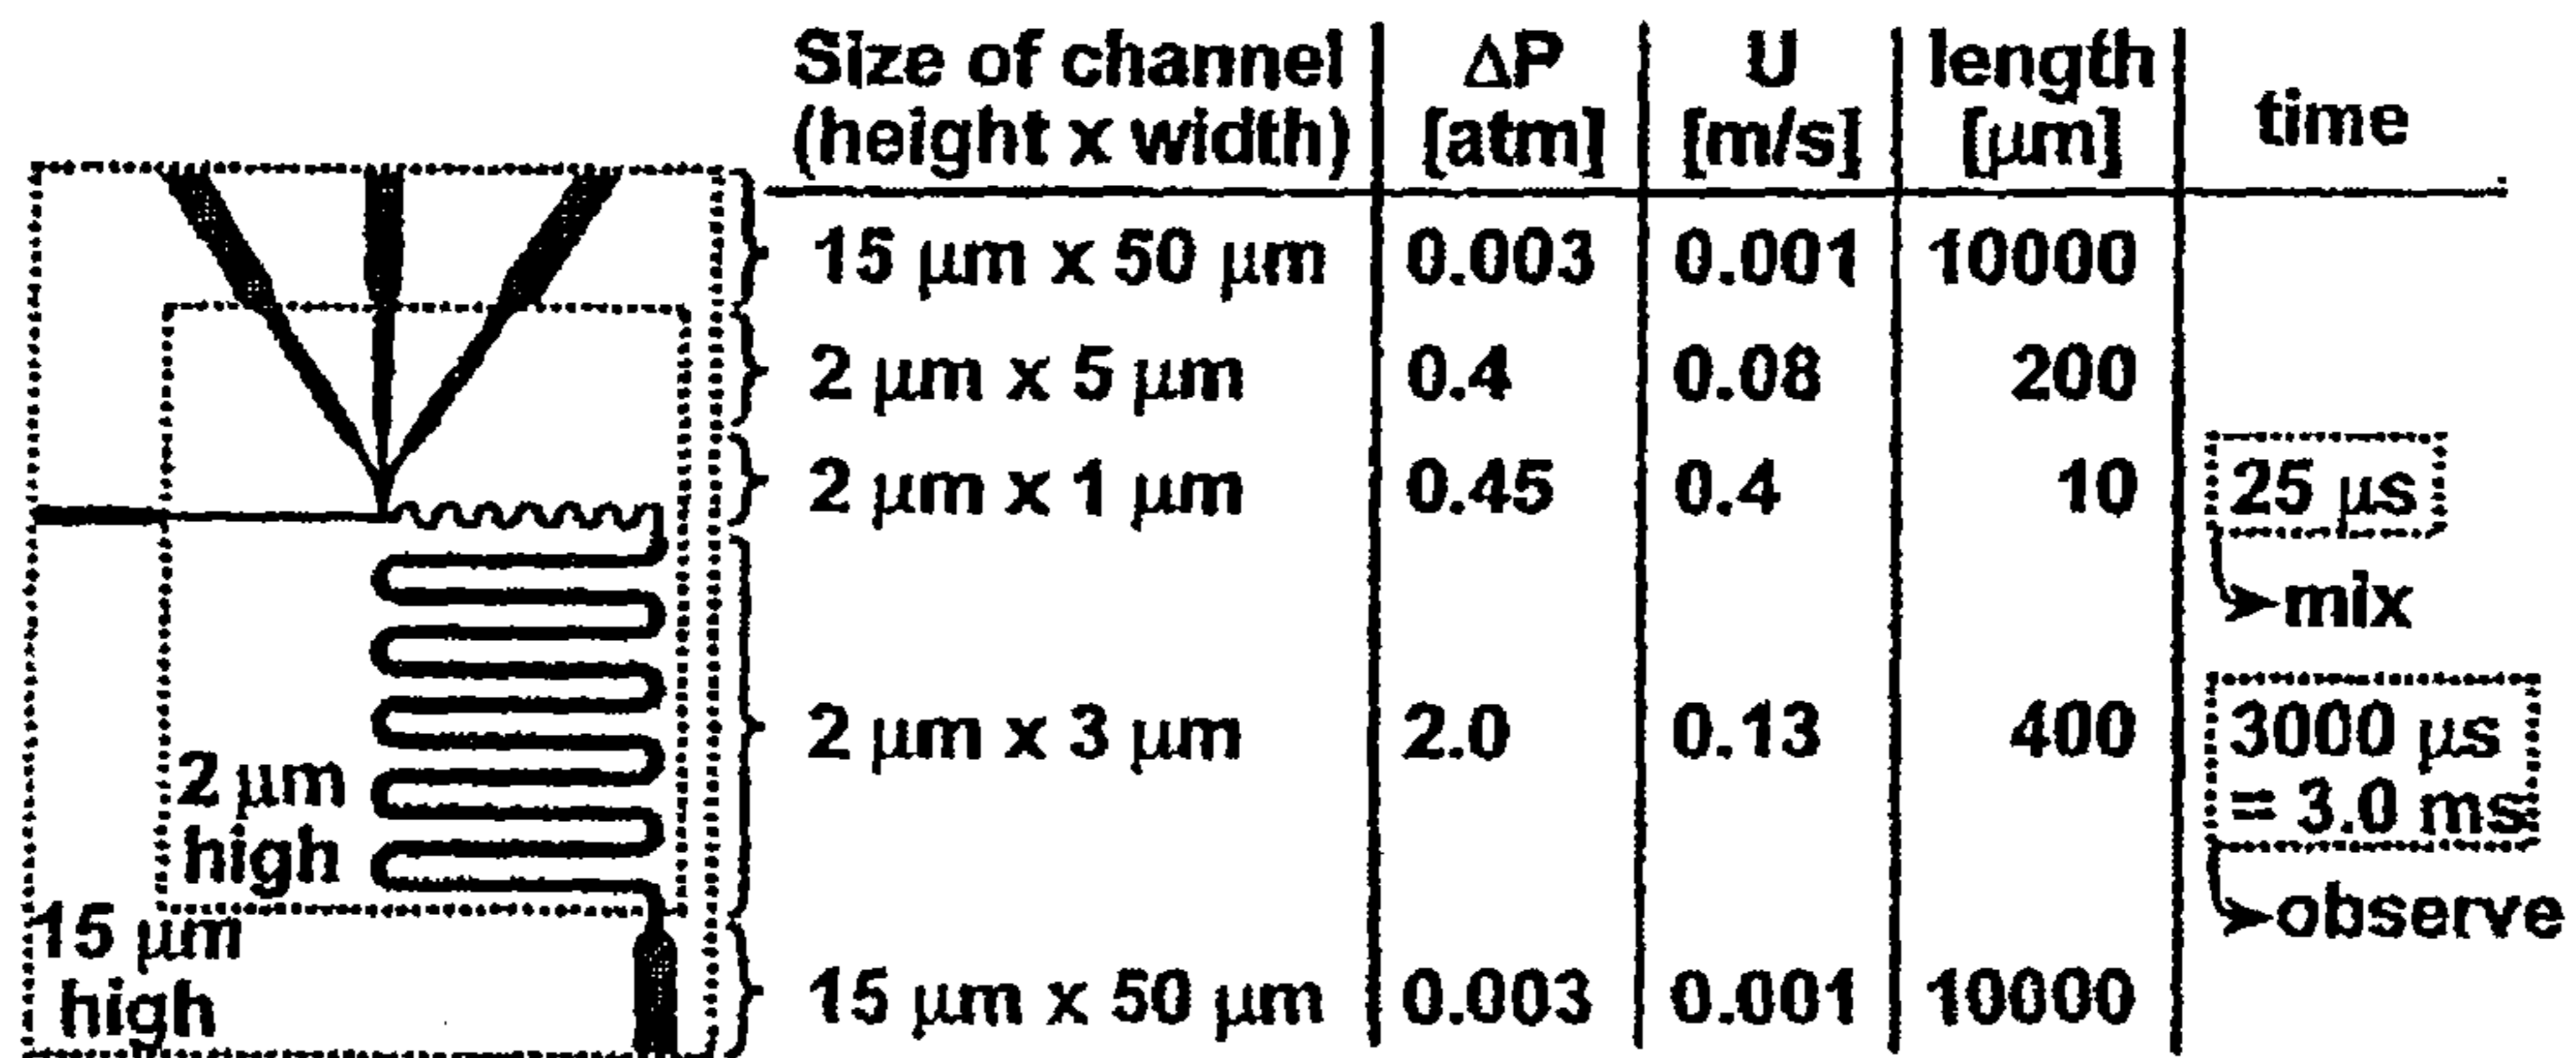 Size of channel ΔP U length time
(height x width) [atm] [m/s] [μm]
15 μm x 50 μm 0.003 0.001 10000
2 μm x 5 μm 0.4 0.08 200
2 μm x 1 μm 0.45 0.4 10 25 μs
mix
2 μm x 3 μm 2.0 0.13 400 3000 μs
= 3.0 ms
2 μm
high
observe
15 μm
high
15 μm x 50 μm 0.003 0.001 10000